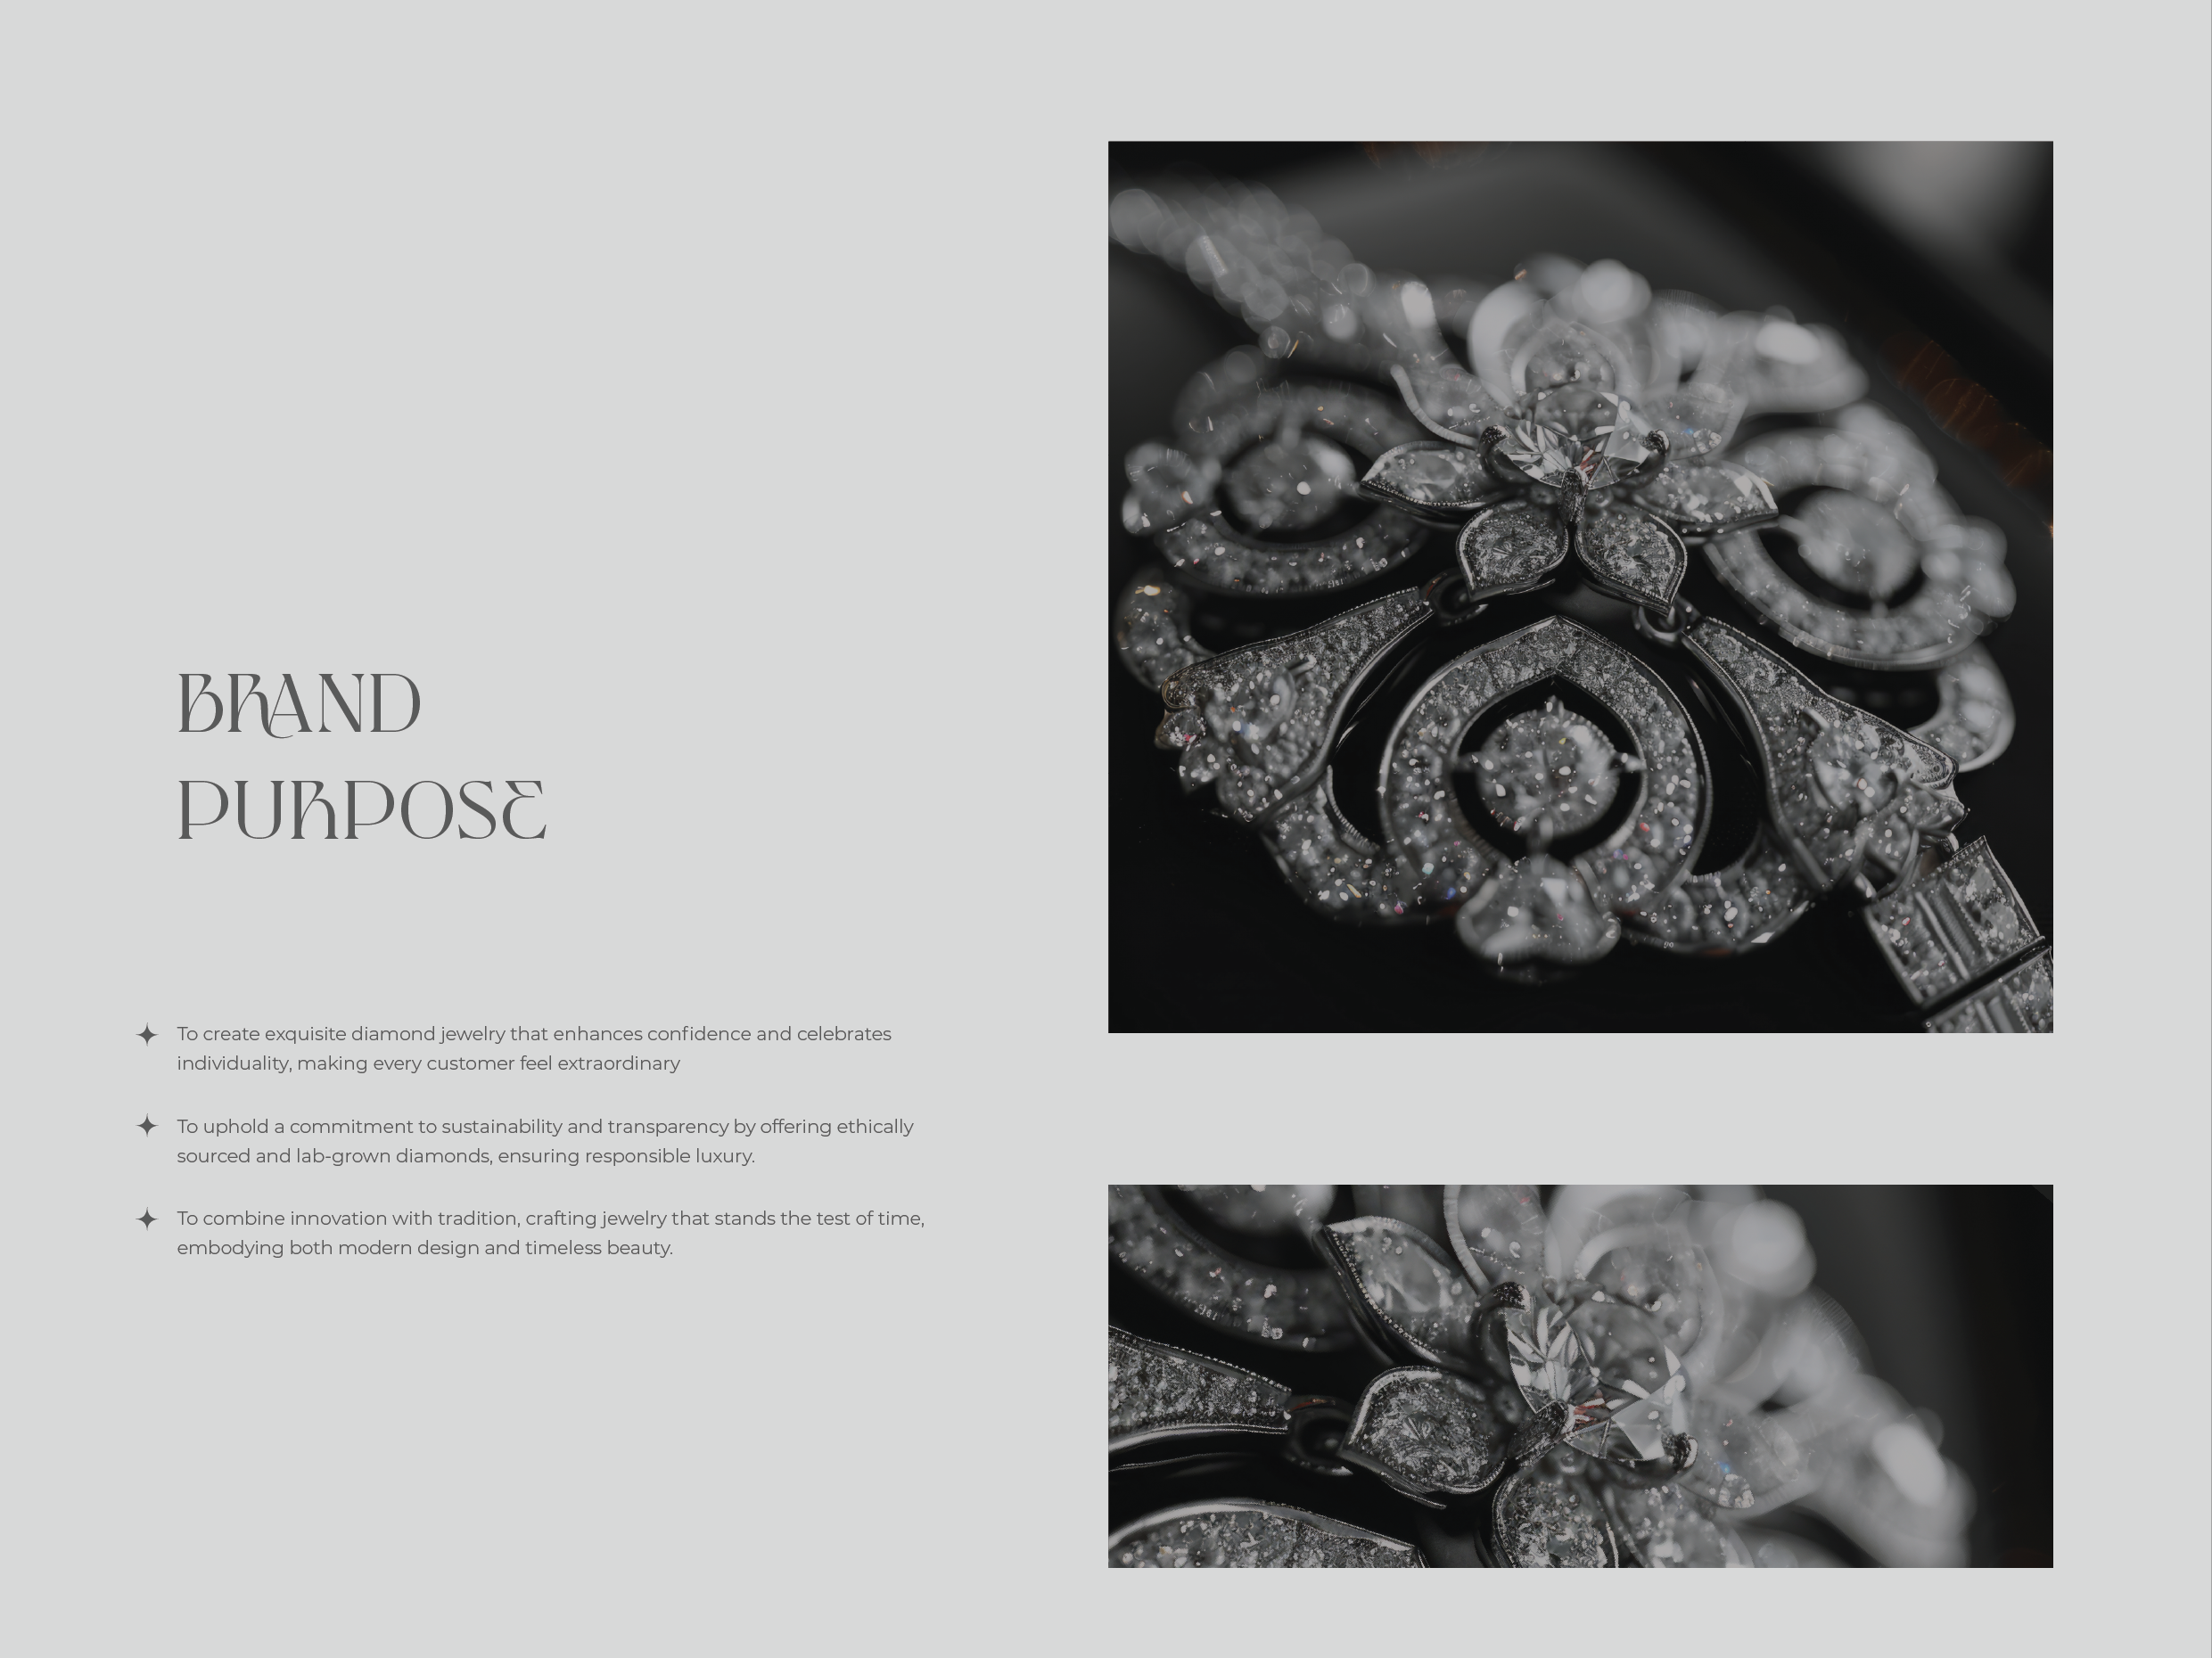 BRAND
PURPOSE
To create exquisite diamond jewelry that enhances confidence and celebrates
individuality, making every customer feel extraordinary
To uphold a commitment to sustainability and transparency by offering ethically
sourced and lab-grown diamonds, ensuring responsible luxury.
To combine innovation with tradition, crafting jewelry that stands the test of time,
embodying both modern design and timeless beauty.